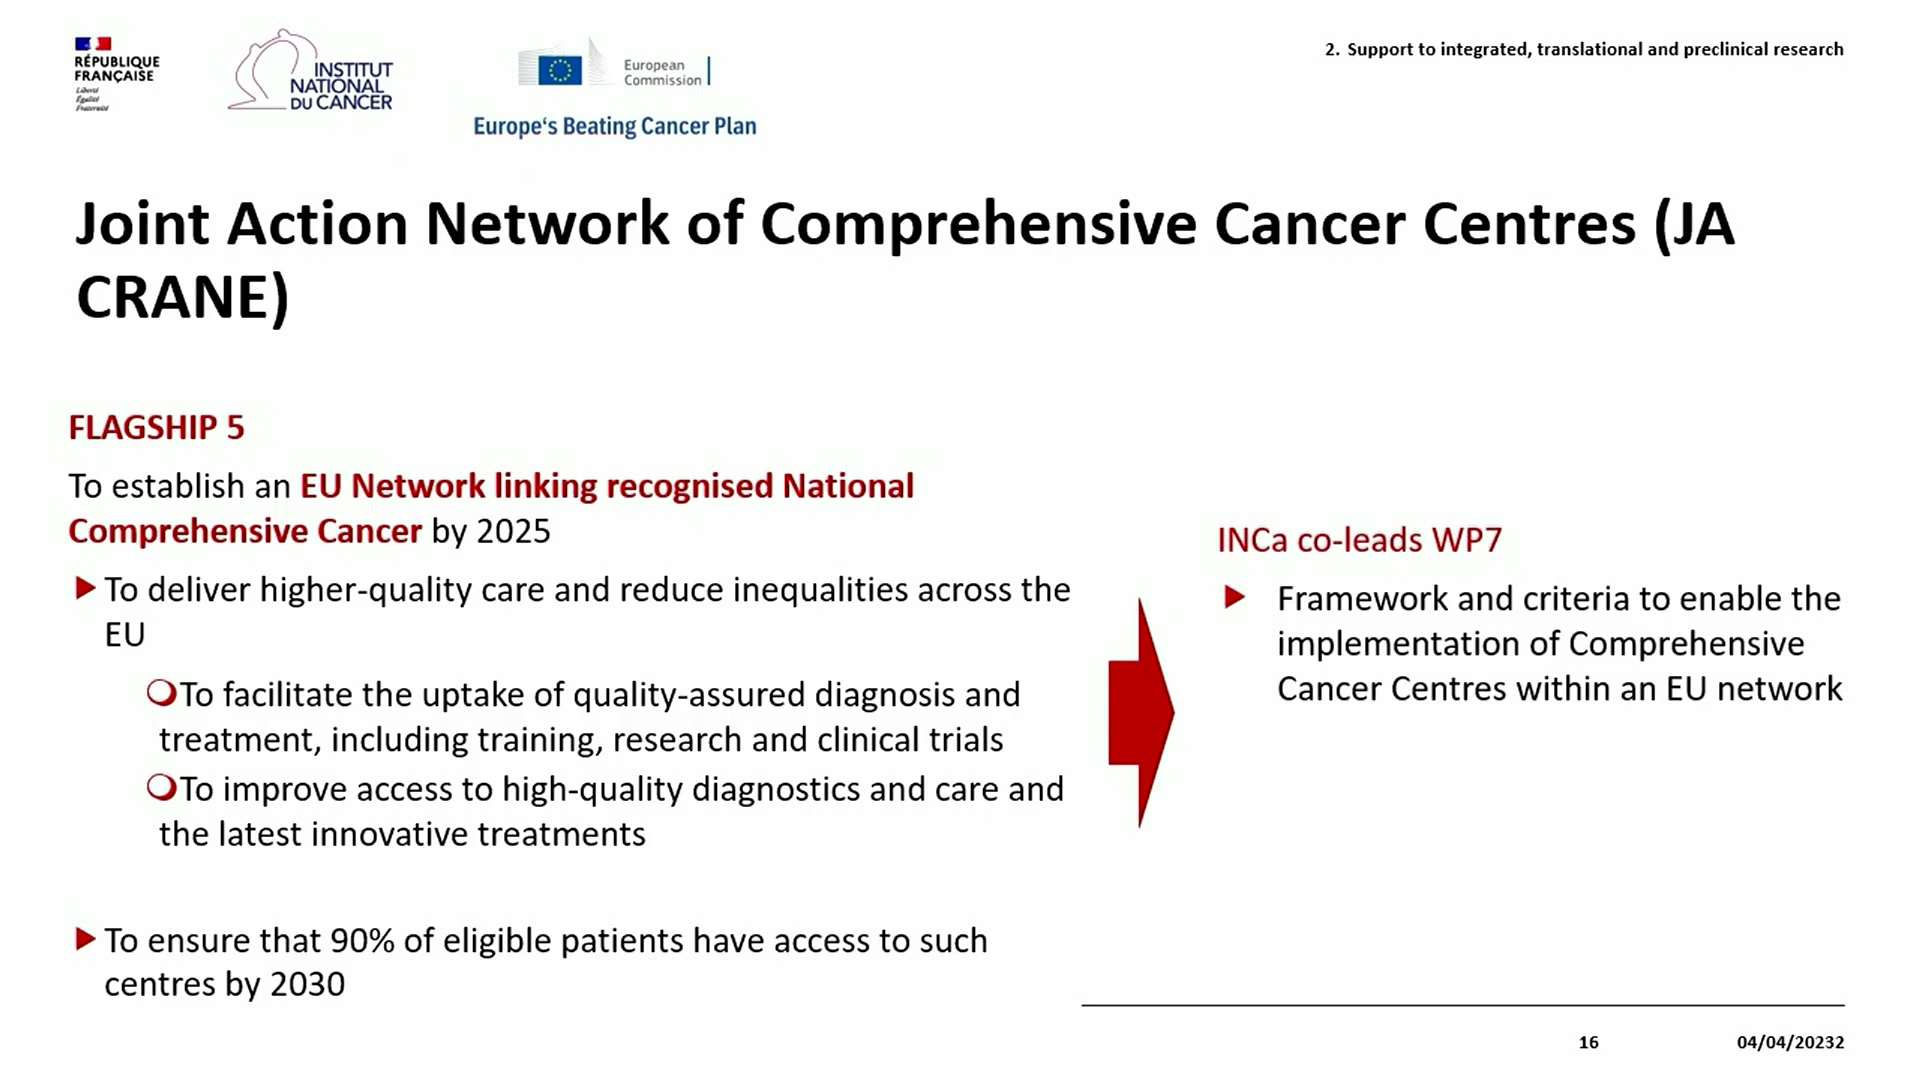 RÉPUBLIQUE
FRANÇAISE
Liberté
Égalité
Fraternité
INSTITUT
NATIONAL
DU CANCER
European
Commission
Europe‘s Beating Cancer Plan
2. Support to integrated, translational and preclinical research
Joint Action Network of Comprehensive Cancer Centres (JA
CRANE)
FLAGSHIP 5
To establish an EU Network linking recognised National
Comprehensive Cancer by 2025
To deliver higher-quality care and reduce inequalities across the
EU
To facilitate the uptake of quality-assured diagnosis and
treatment, including training, research and clinical trials
To improve access to high-quality diagnostics and care and
the latest innovative treatments
To ensure that 90% of eligible patients have access to such
centres by 2030
INCa co-leads WP7
Framework and criteria to enable the
implementation of Comprehensive
Cancer Centres within an EU network
16
04/04/20232